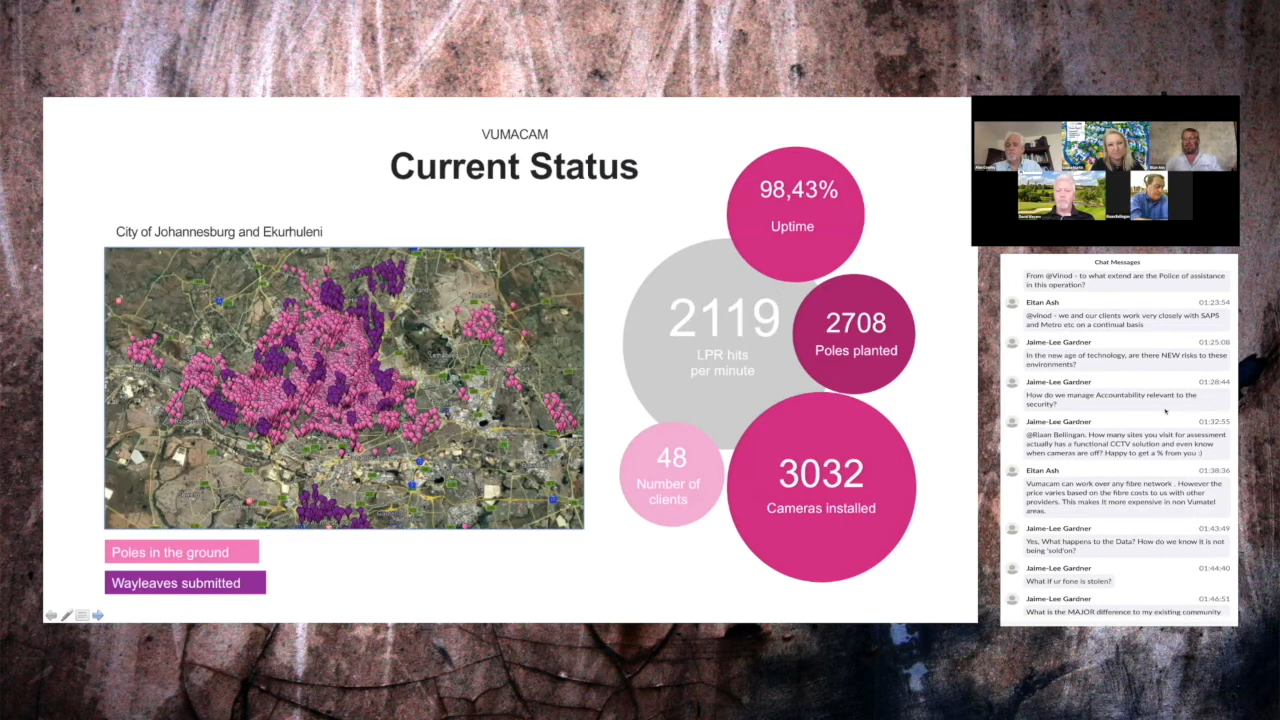 VUMACAM
Current Status
City of Johannesburg and Ekurhuleni
Poles in the ground
Wayleaves submitted
98,43%
Uptime
2119
LPR hits
per minute
2708
Poles planted
48
Number of
clients
3032
Cameras installed
Chat Messages
From @Vinod - to what extend are the Police of assistance
in this operation?
Eitan Ash 01:23:54
@vinod - we and our clients work very closely with SAPS
and Metro etc on a continual basis
Jaime-Lee Gardner 01:25:08
In the new age of technology, are there NEW risks to these
environments?
Jaime-Lee Gardner 01:28:44
How do we manage Accountability relevant to the
security?
Jaime-Lee Gardner 01:32:55
@Riaan Bellingan. How many sites you visit for assessment
actually has a functional CCTV solution and even know
when cameras are off? Happy to get a % from you :)
Eitan Ash 01:38:36
Vumacam can work over any fibre network . However the
price varies based on the fibre costs to us with other
providers. This makes it more expensive in non Vumatel
areas.
Jaime-Lee Gardner 01:43:49
Yes, What happens to the Data? How do we know it is not
being 'sold'on?
Jaime-Lee Gardner 01:44:40
What if ur fone is stolen?
Jaime-Lee Gardner 01:46:51
What is the MAJOR difference to my existing community